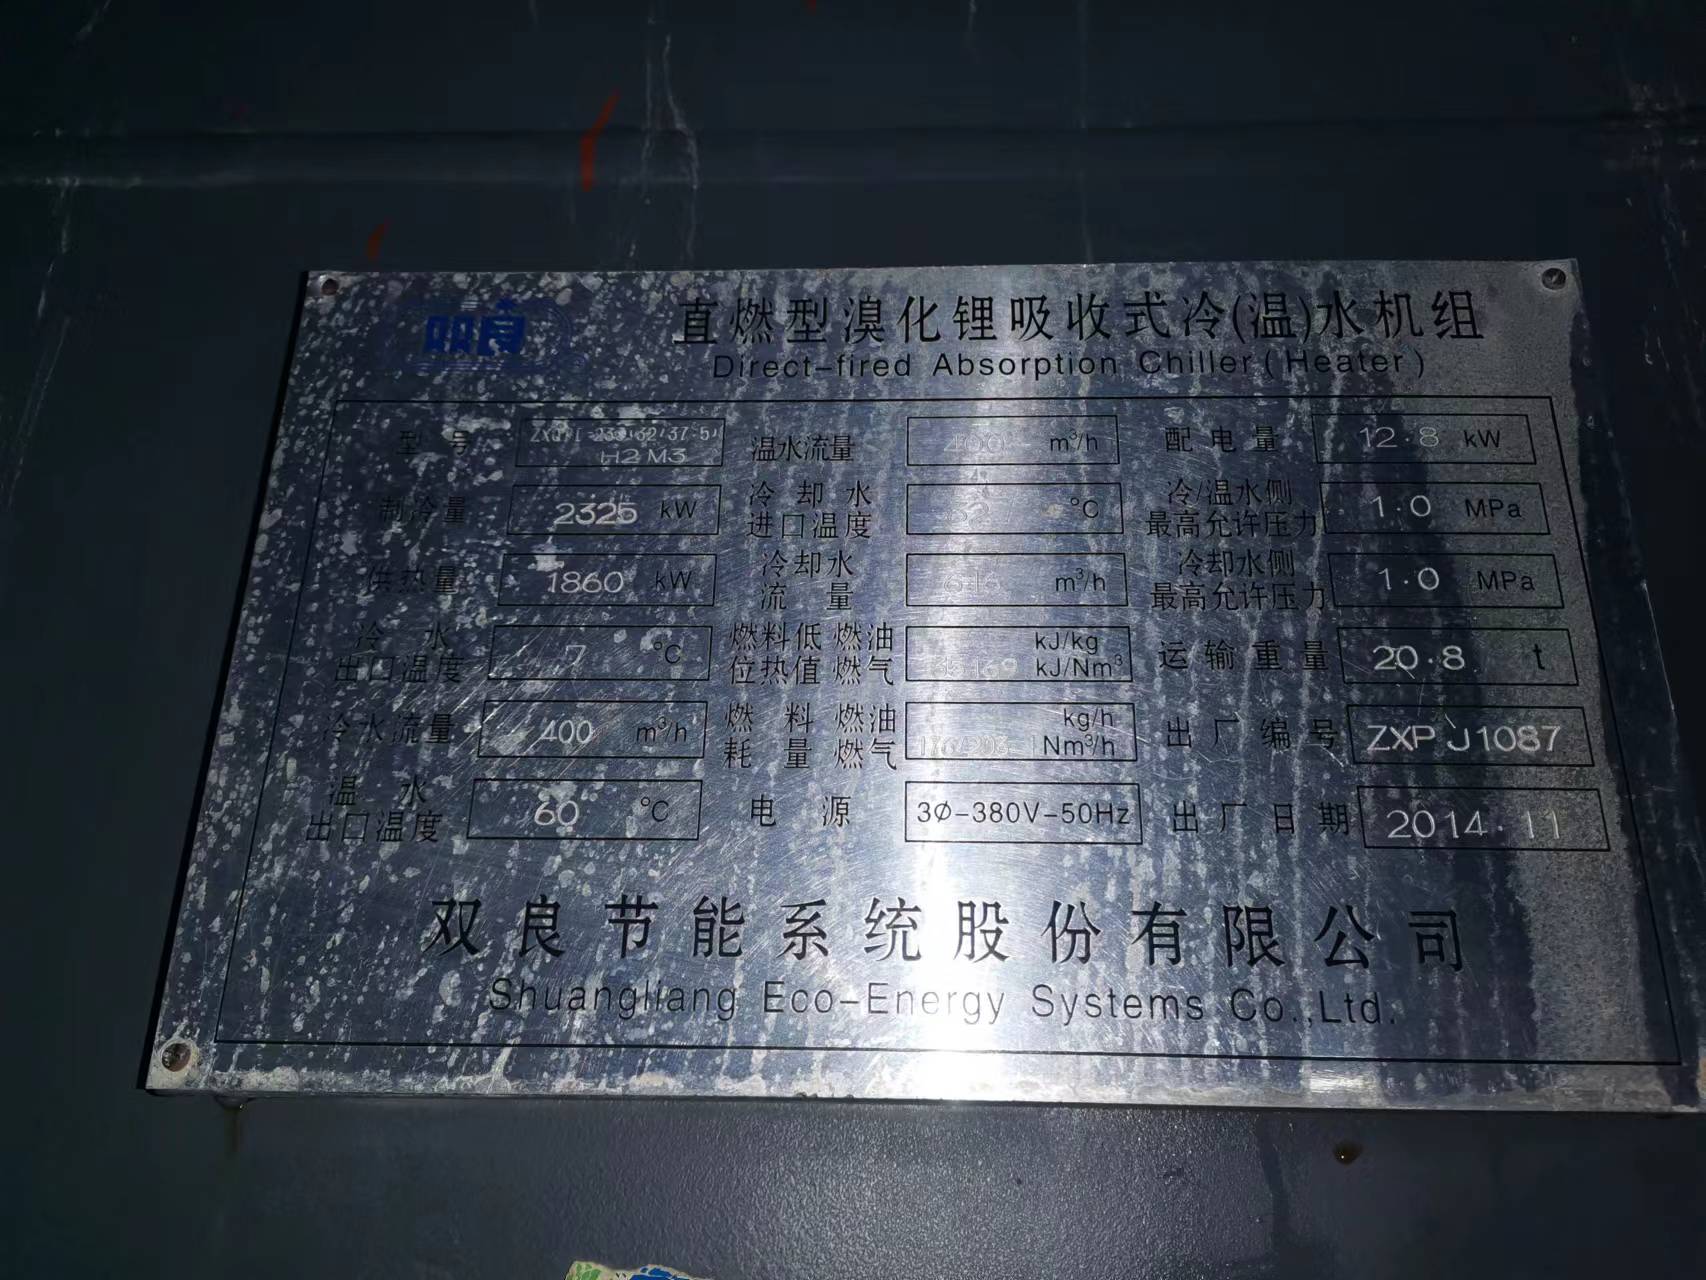 双良
直燃型溴化锂吸收式冷(温)水机组
Direct-fired Absorption Chiller (Heater)
型号
H2M3
温水流量 400 m³/h
配电量 12.8 kW
制冷量 2325 kW
冷却水进口温度 °C
冷/温水侧最高允许压力 1.0 MPa
供热量 1860 kW
冷却水流量 m³/h
冷却水侧最高允许压力 1.0 MPa
冷水出口温度 7 °C
燃料低位热值 燃油 kJ/kg
燃气 kJ/Nm³
运输重量 20.8 t
冷水流量 400 m³/h
燃料耗量 燃油 kg/h
燃气 Nm³/h
出厂编号 ZXPJ1087
温水出口温度 60 °C
电源 3Ø-380V-50Hz
出厂日期 2014.11
双良节能系统股份有限公司
Shuangliang Eco-Energy Systems Co.,Ltd.